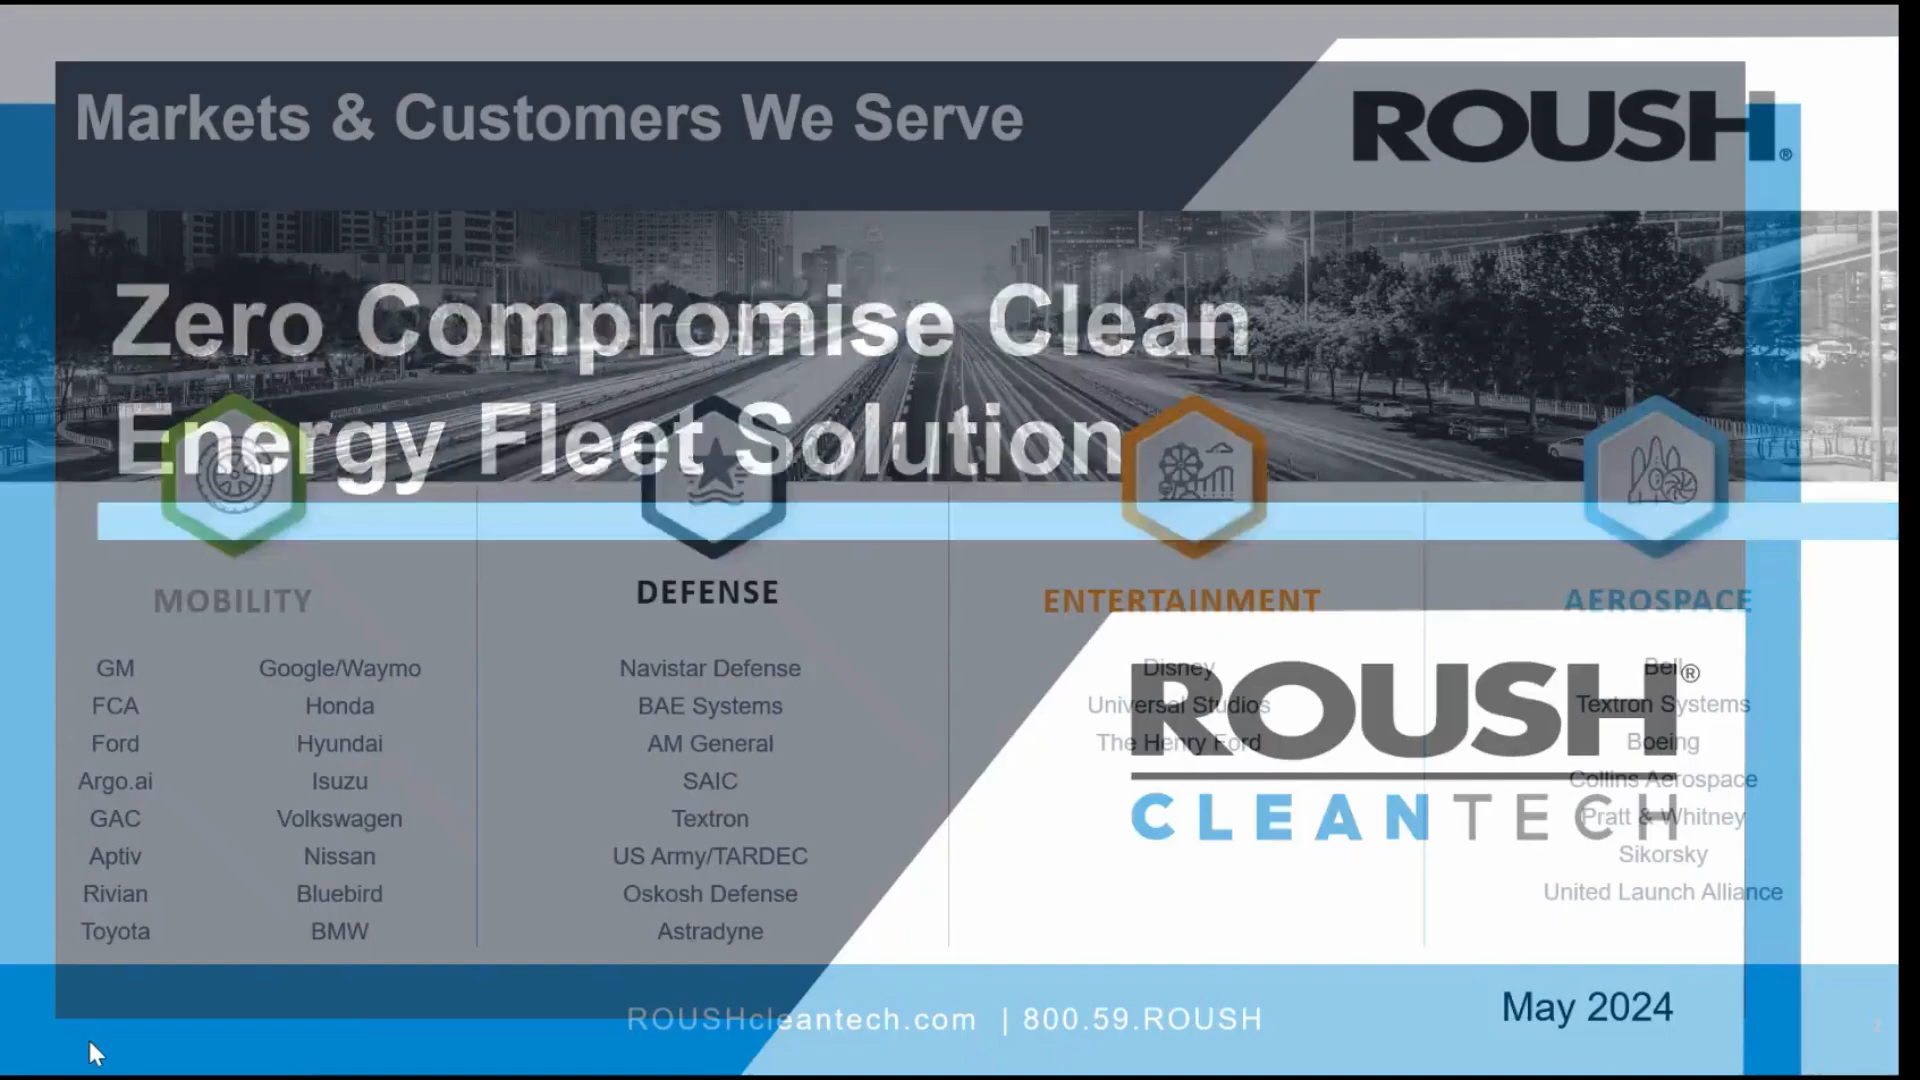 Markets & Customers We Serve
ROUSH®
Zero Compromise Clean
Energy Fleet Solution
MOBILITY
DEFENSE
ENTERTAINMENT
AEROSPACE
GM
FCA
Ford
Argo.ai
GAC
Aptiv
Rivian
Toyota
Google/Waymo
Honda
Hyundai
Isuzu
Volkswagen
Nissan
Bluebird
BMW
Navistar Defense
BAE Systems
AM General
SAIC
Textron
US Army/TARDEC
Oskosh Defense
Astradyne
Disney
Universal Studios
The Henry Ford
Bell
Textron Systems
Boeing
Collins Aerospace
Pratt & Whitney
Sikorsky
United Launch Alliance
ROUSH®
CLEANTECH
ROUSHcleantech.com | 800.59.ROUSH
May 2024
2